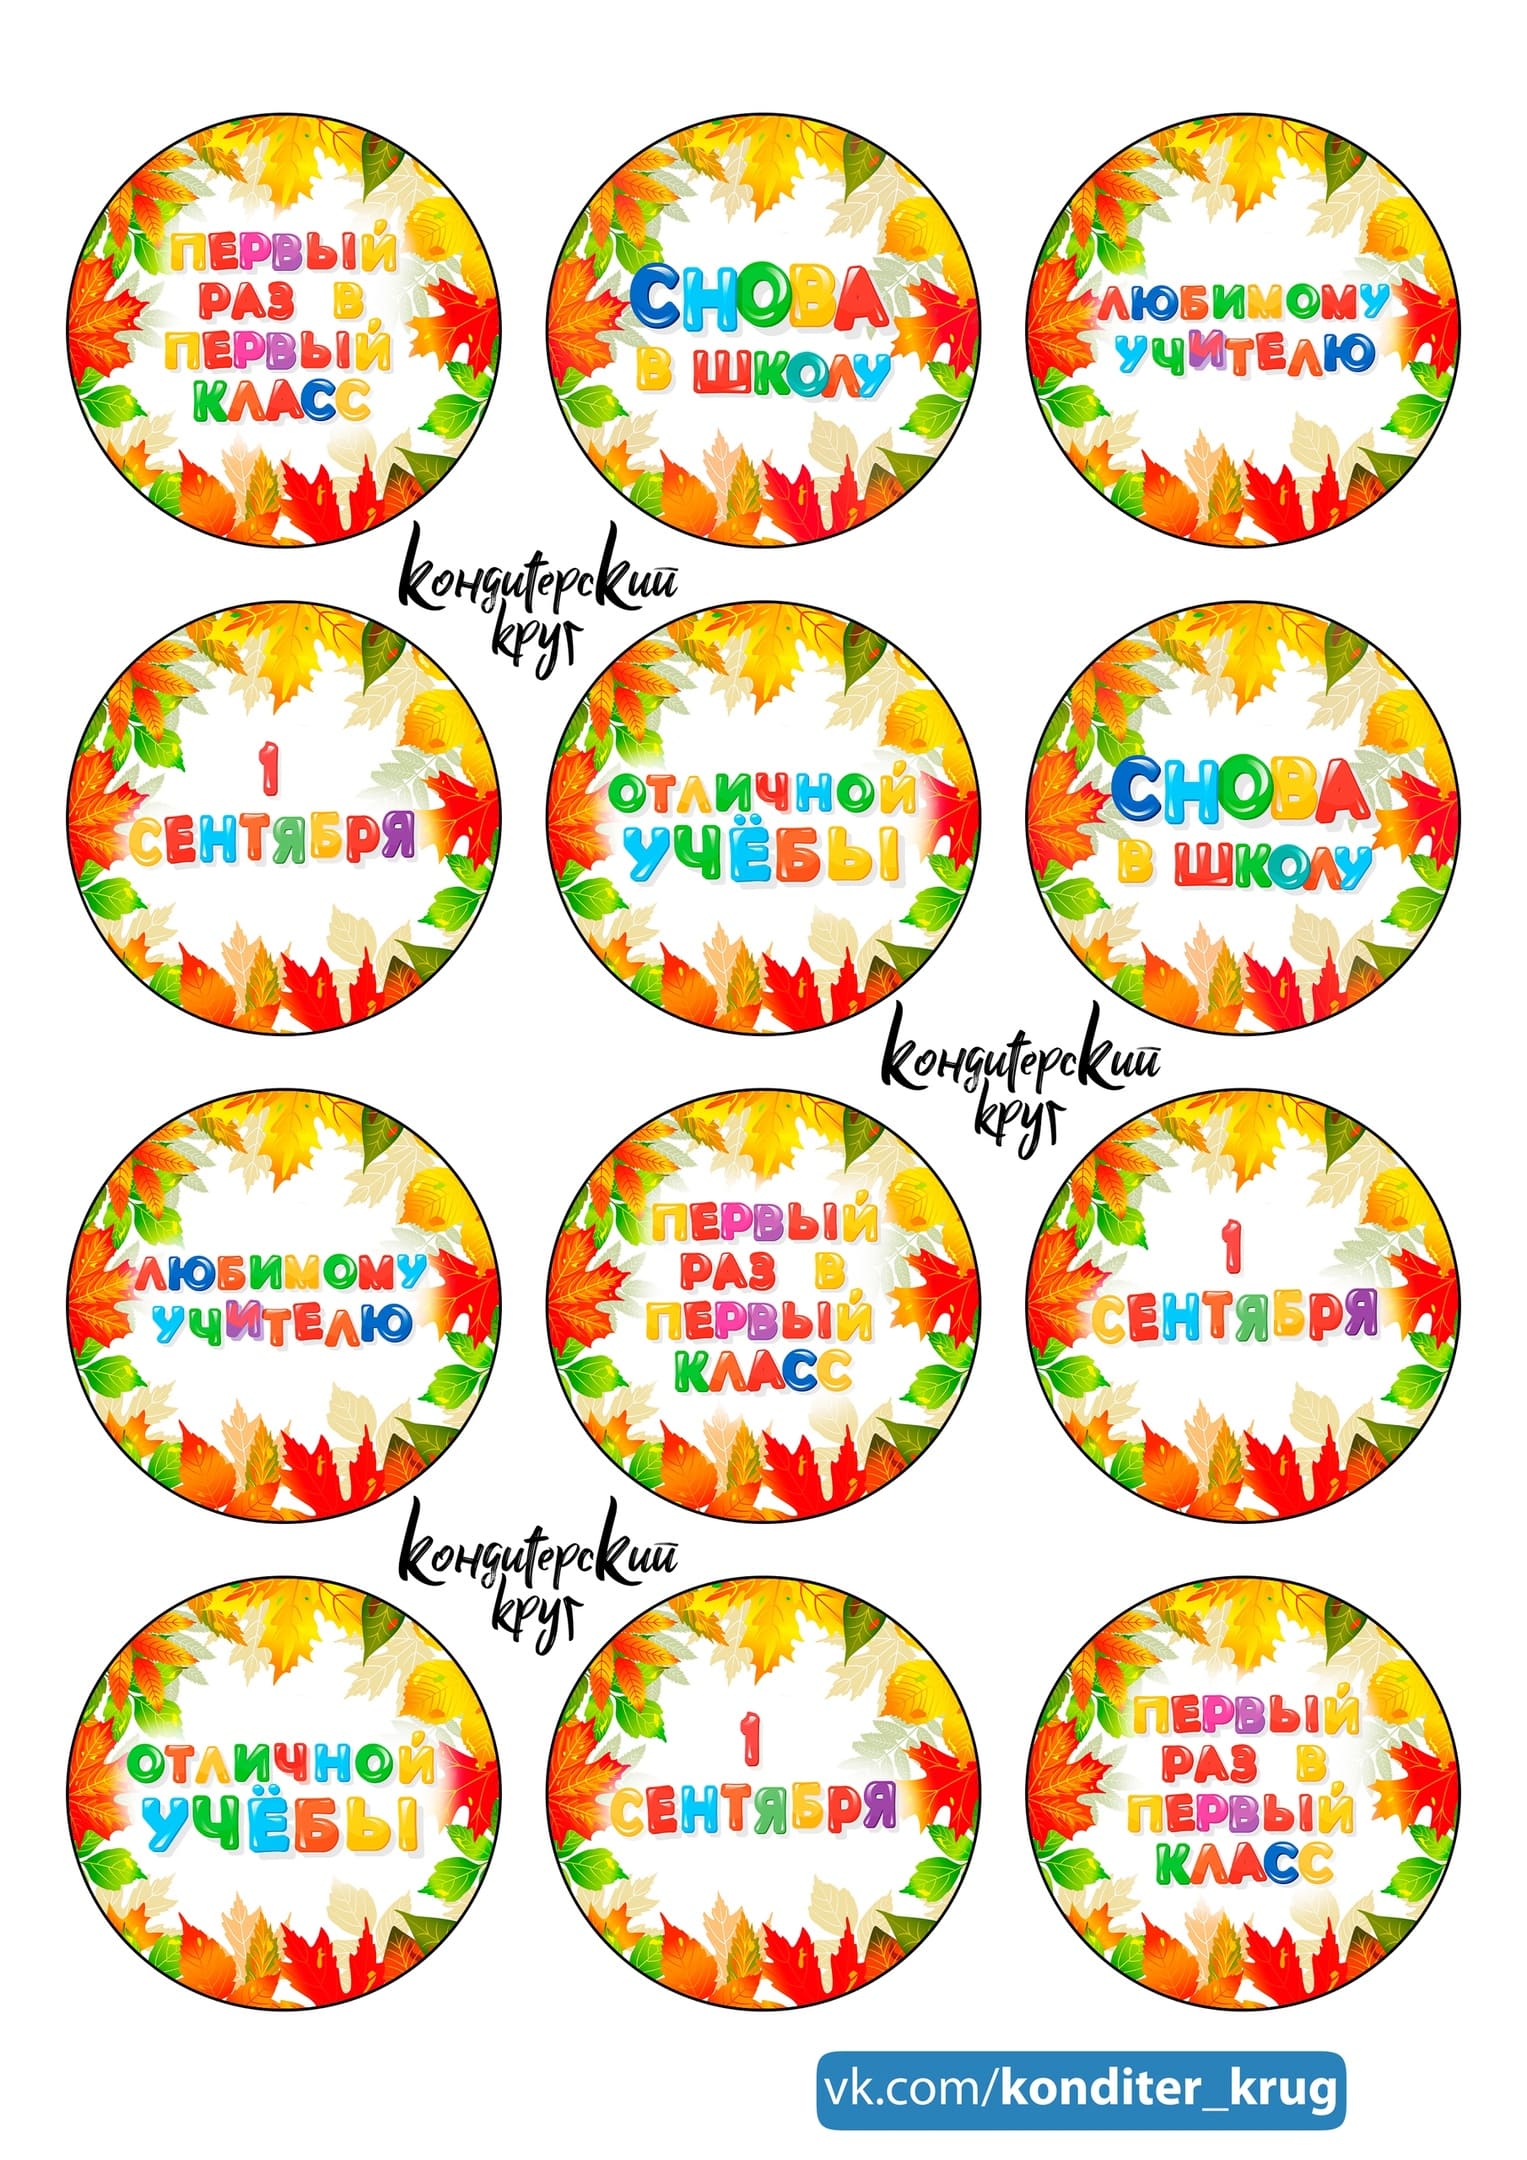 ПЕРВЫЙ
РАЗ В
ПЕРВЫЙ
КЛАСС
СНОВА
В ШКОЛУ
ЛЮБИМОМУ
УЧИТЕЛЮ
Кондитерский
круг
1
СЕНТЯБРЯ
ОТЛИЧНОЙ
УЧЁБЫ
СНОВА
В ШКОЛУ
Кондитерский
круг
ЛЮБИМОМУ
УЧИТЕЛЮ
ПЕРВЫЙ
РАЗ В
ПЕРВЫЙ
КЛАСС
1
СЕНТЯБРЯ
Кондитерский
круг
ОТЛИЧНОЙ
УЧЁБЫ
1
СЕНТЯБРЯ
ПЕРВЫЙ
РАЗ В
ПЕРВЫЙ
КЛАСС
vk.com/konditer_krug